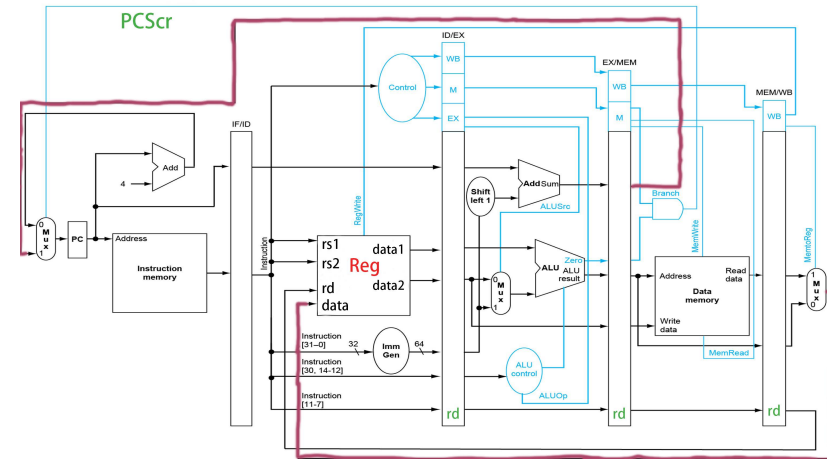 PCScr
ID/EX
EX/MEM
MEM/WB
IF/ID
WB
M
EX
Control
WB
M
WB
Add
4
Shift
left 1
Add Sum
Branch
RegWrite
ALUSrc
MemWrite
MemtoReg
0
M
u
x
1
PC
Address
Instruction
memory
Instruction
rs1
rs2
rd
data
Reg
data1
data2
0
M
u
x
1
Zero
ALU
ALU
result
Address
Read
data
Data
memory
Write
data
MemRead
1
M
u
x
0
Instruction
[31–0]
32
Imm
Gen
64
Instruction
[30, 14-12]
ALU
control
ALUOp
Instruction
[11-7]
rd
rd
rd